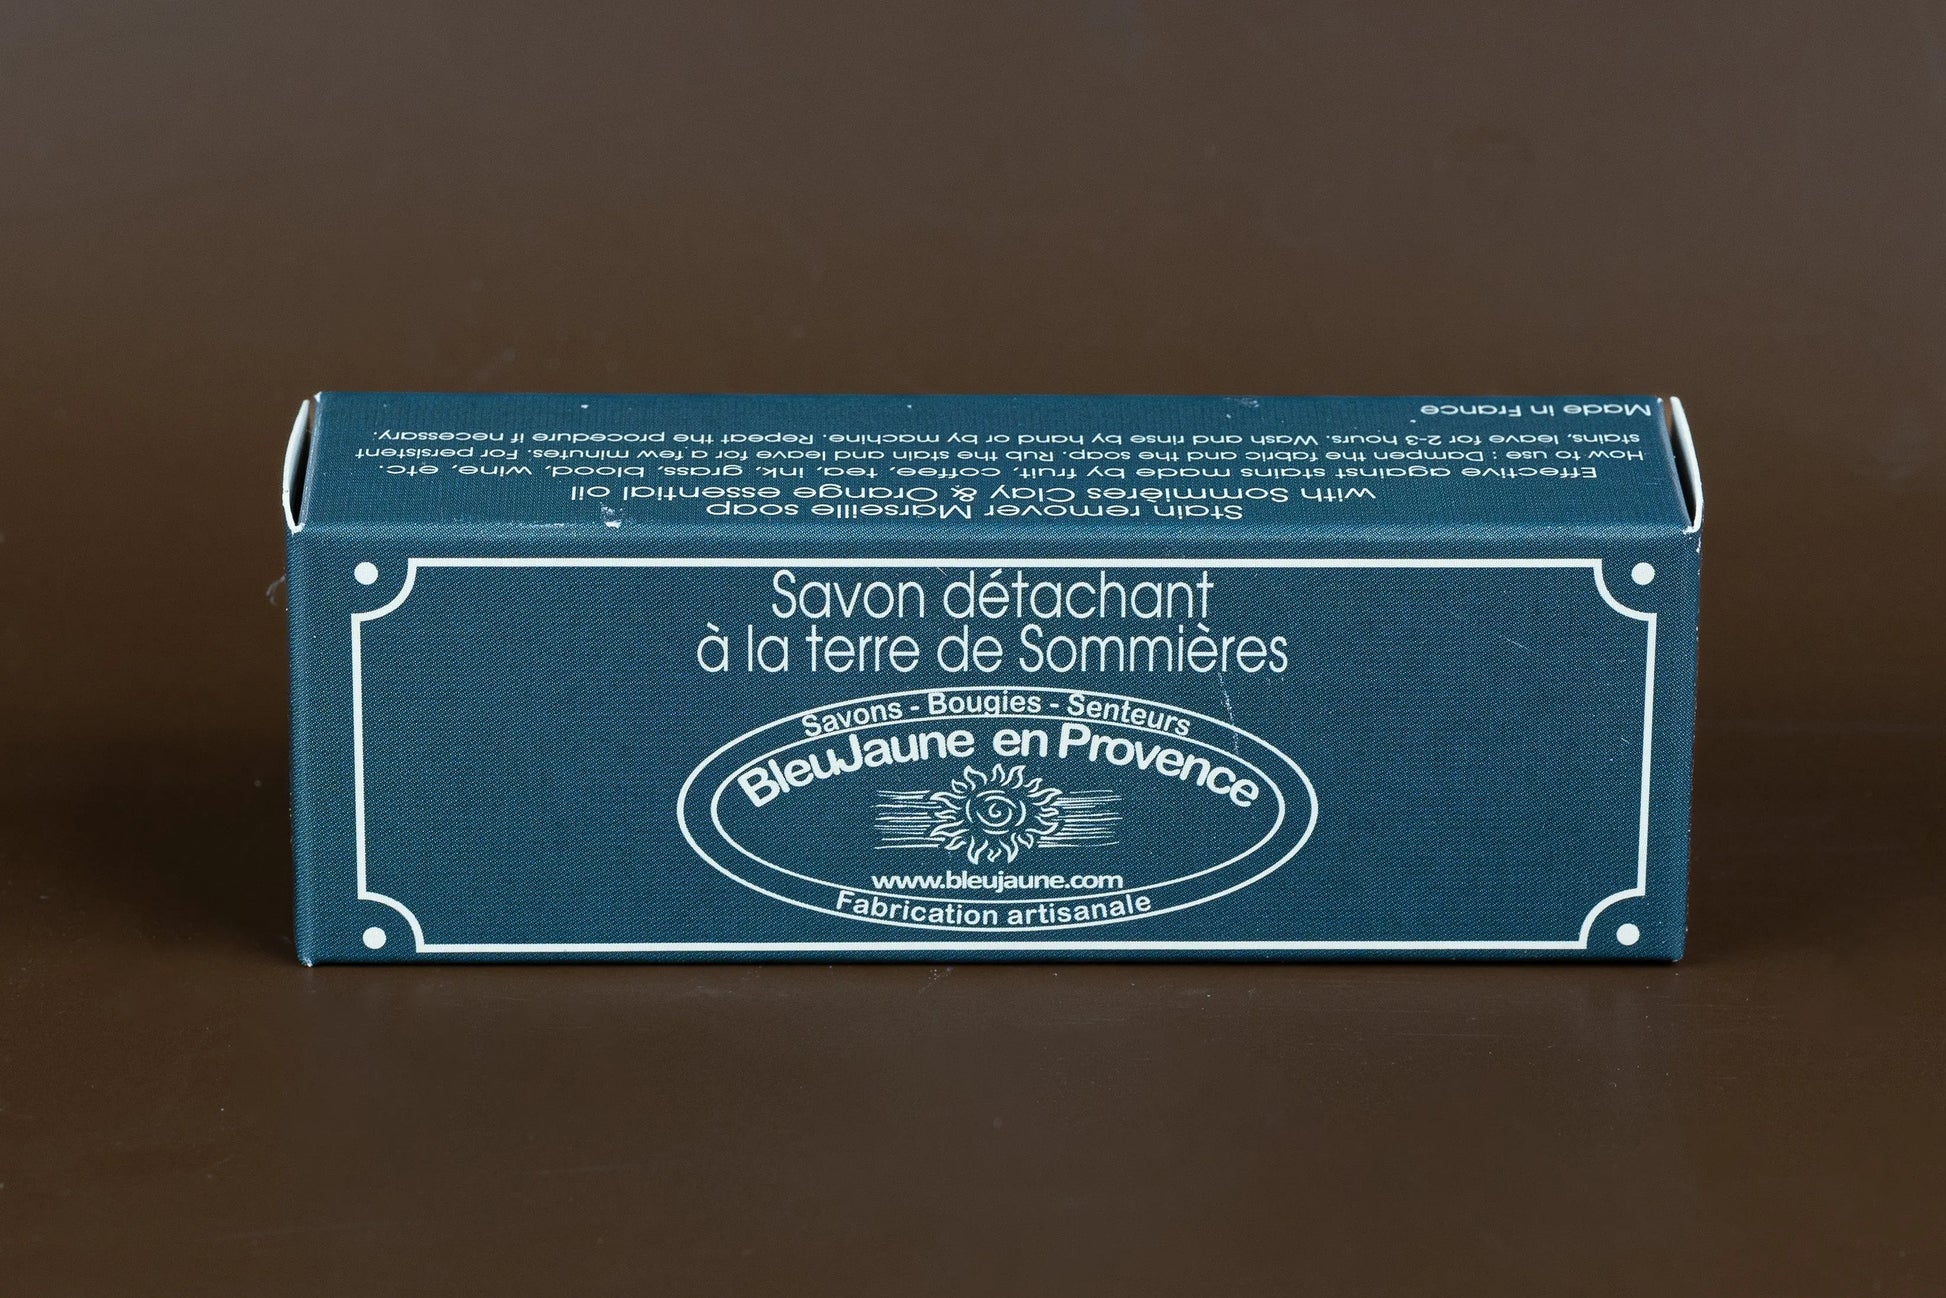 Stain remover Marseille soap
with Sommières Clay & Orange essential oil
Effective against stains made by fruit, coffee, tea, ink, grass, blood, wine, etc.
How to use : Dampen the fabric and the soap. Rub the stain and leave for a few minutes. For persistent
stains, leave for 2-3 hours. Wash and rinse by hand or by machine. Repeat the procedure if necessary.
Made in France
Savon détachant
à la terre de Sommières
Savons - Bougies - Senteurs
BleuJaune en Provence
www.bleujaune.com
Fabrication artisanale